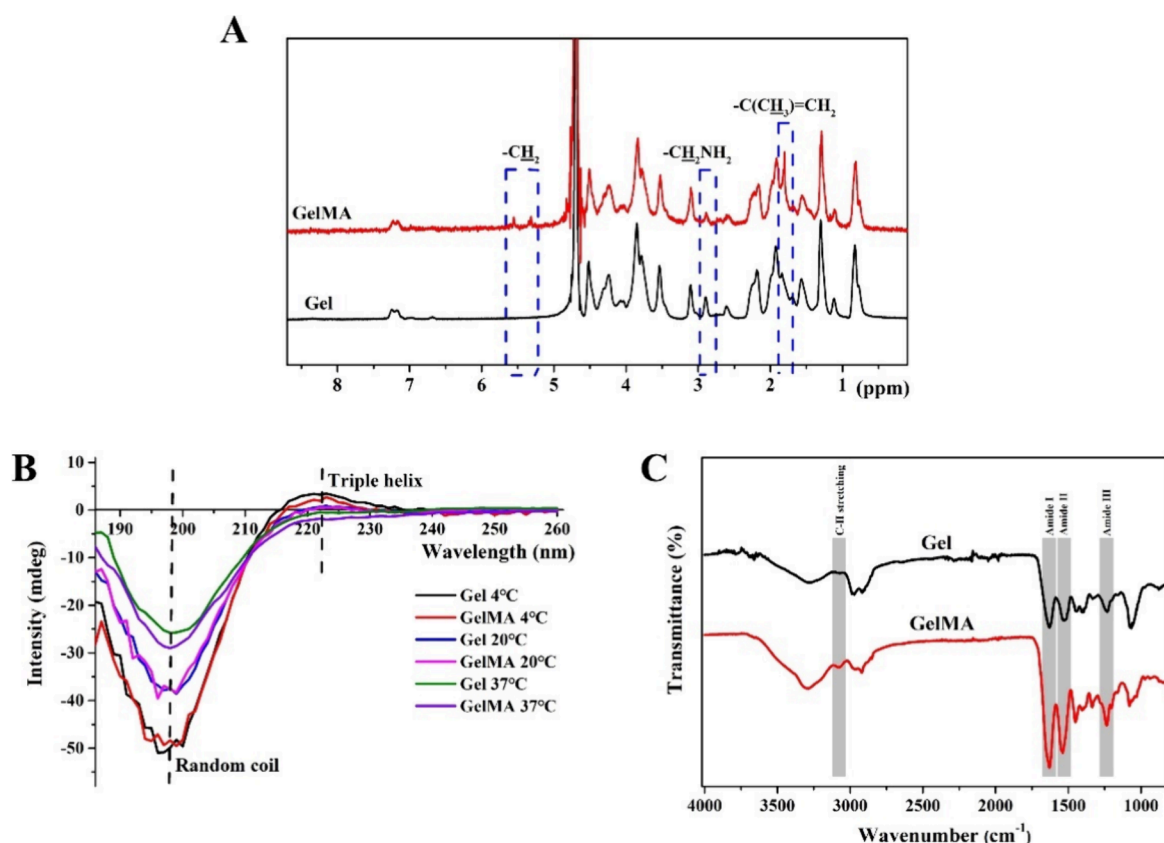 A
-C(CH₃)=CH₂
-CH₂
-CH₂NH₂
GelMA
Gel
8 7 6 5 4 3 2 1 (ppm)
B
10
0
-10
-20
-30
-40
-50
Intensity (mdeg)
190 200 210 220 230 240 250 260
Wavelength (nm)
Triple helix
Random coil
Gel 4°C
GelMA 4°C
Gel 20°C
GelMA 20°C
Gel 37°C
GelMA 37°C
C
C-H stretching
Amide I
Amide II
Amide III
Gel
GelMA
Transmittance (%)
4000 3500 3000 2500 2000 1500 1000
Wavenumber (cm⁻¹)